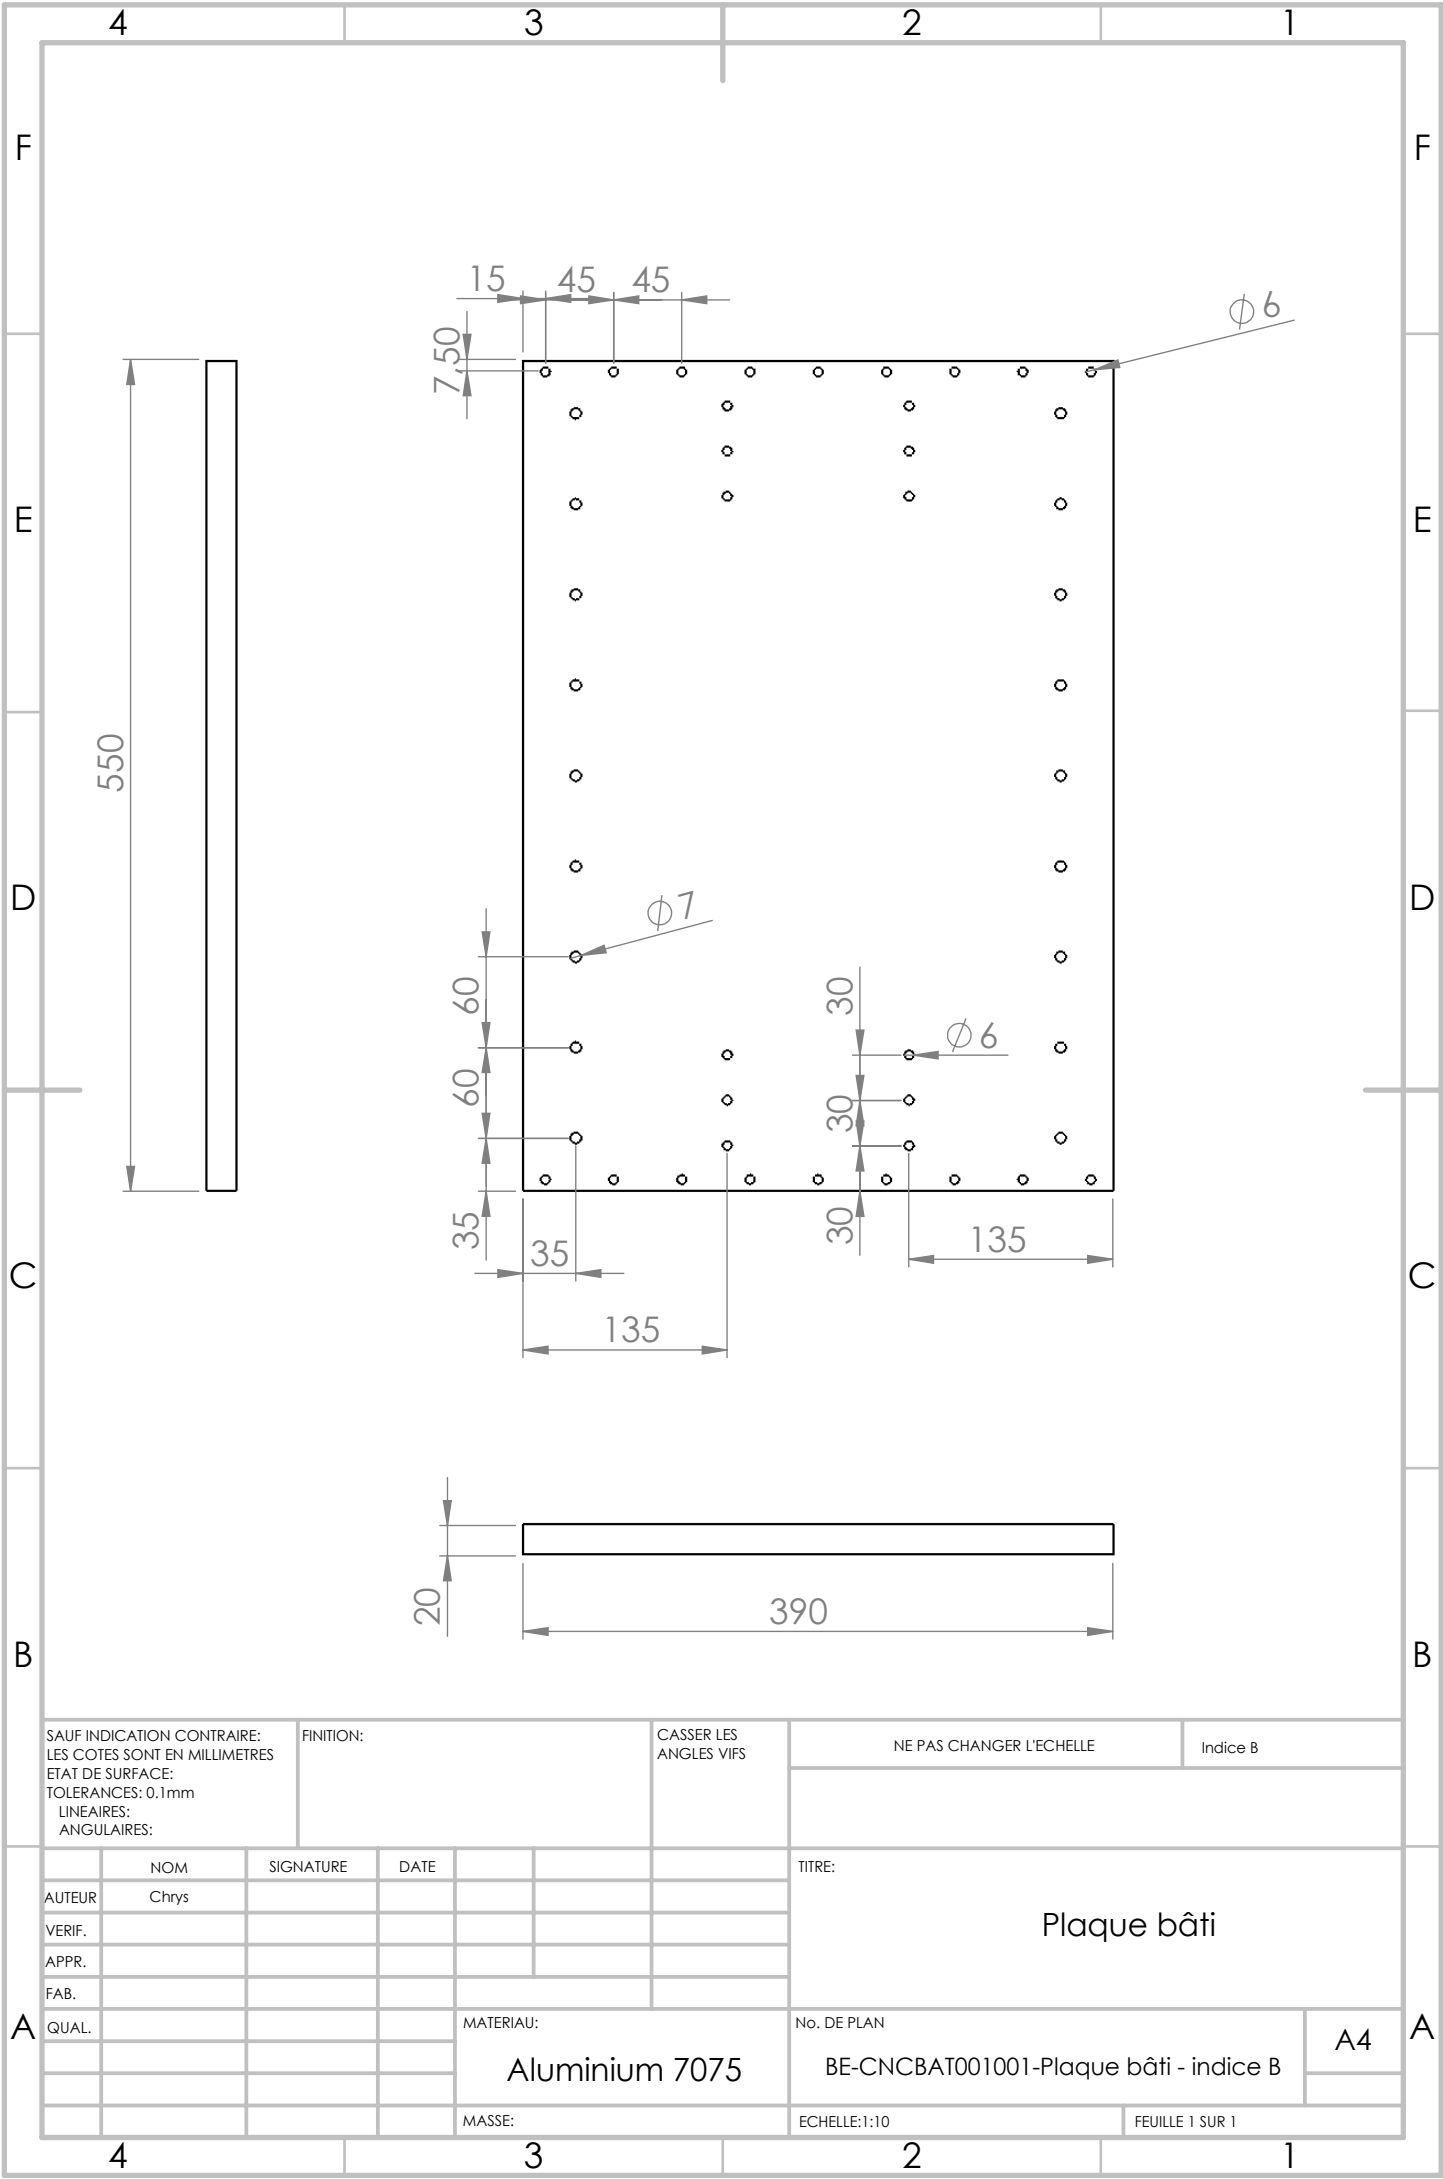 4 3 2 1
F F
15 45 45
⌀6
7,50
E E
550
D D
⌀7
60
30
⌀6
60
30
35
30
35
135
C C
135
20
390
B B
SAUF INDICATION CONTRAIRE:
LES COTES SONT EN MILLIMETRES
ETAT DE SURFACE:
TOLERANCES: 0.1mm
LINEAIRES:
ANGULAIRES:
FINITION:
CASSER LES
ANGLES VIFS
NE PAS CHANGER L'ECHELLE
Indice B
NOM SIGNATURE DATE
AUTEUR Chrys
VERIF.
APPR.
FAB.
QUAL.
TITRE:
Plaque bâti
MATERIAU:
Aluminium 7075
No. DE PLAN
BE-CNCBAT001001-Plaque bâti - indice B
A4
A A
MASSE:
ECHELLE:1:10
FEUILLE 1 SUR 1
4 3 2 1